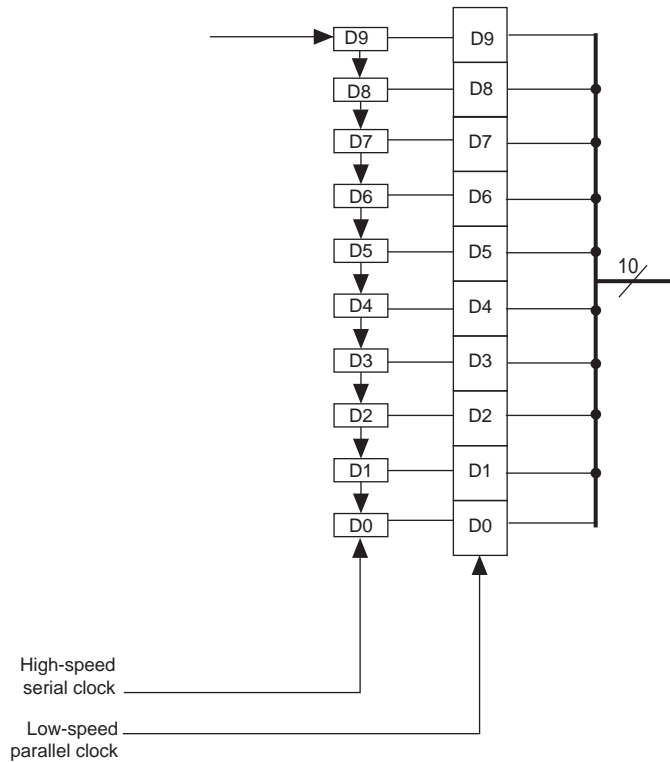 D9 D9
D8 D8
D7 D7
D6 D6
D5 D5
10
D4 D4
D3 D3
D2 D2
D1 D1
D0 D0
High-speed
serial clock
Low-speed
parallel clock